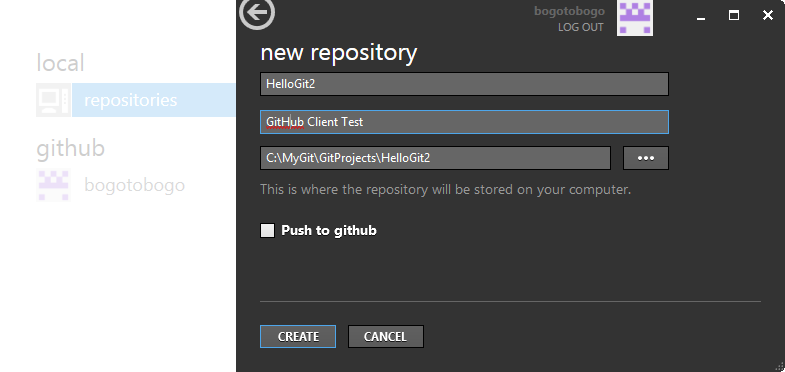 local
repositories
github
bogotobogo
bogotobogo
LOG OUT
new repository
HelloGit2
GitHub Client Test
C:\MyGit\GitProjects\HelloGit2
•••
This is where the repository will be stored on your computer.
Push to github
CREATE
CANCEL